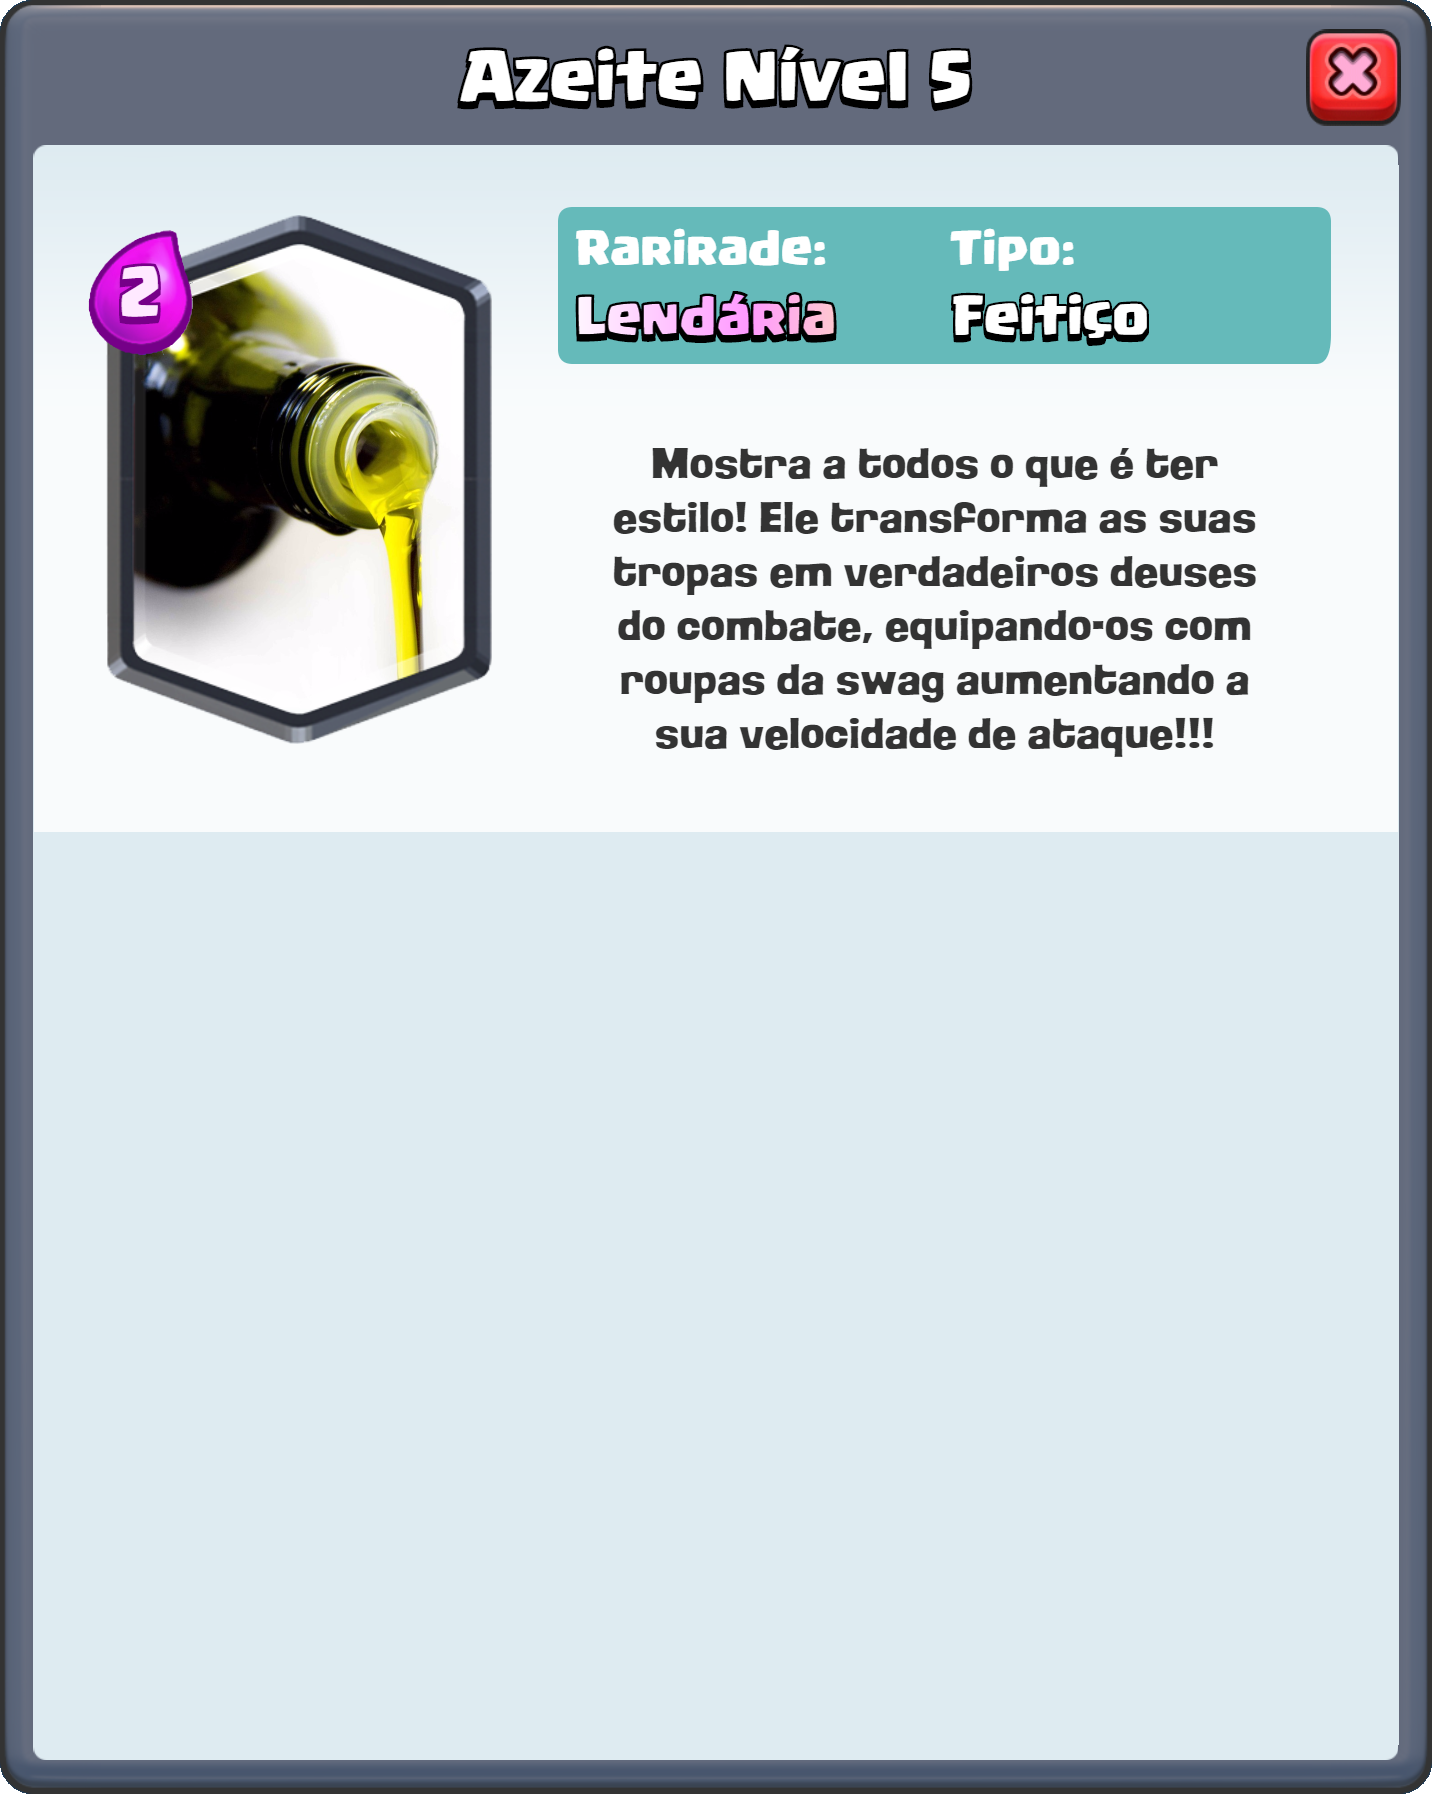 Azeite Nível 5
2
Rarirade:
Tipo:
Lendária
Feitiço
Mostra a todos o que é ter
estilo! Ele transforma as suas
tropas em verdadeiros deuses
do combate, equipando-os com
roupas da swag aumentando a
sua velocidade de ataque!!!